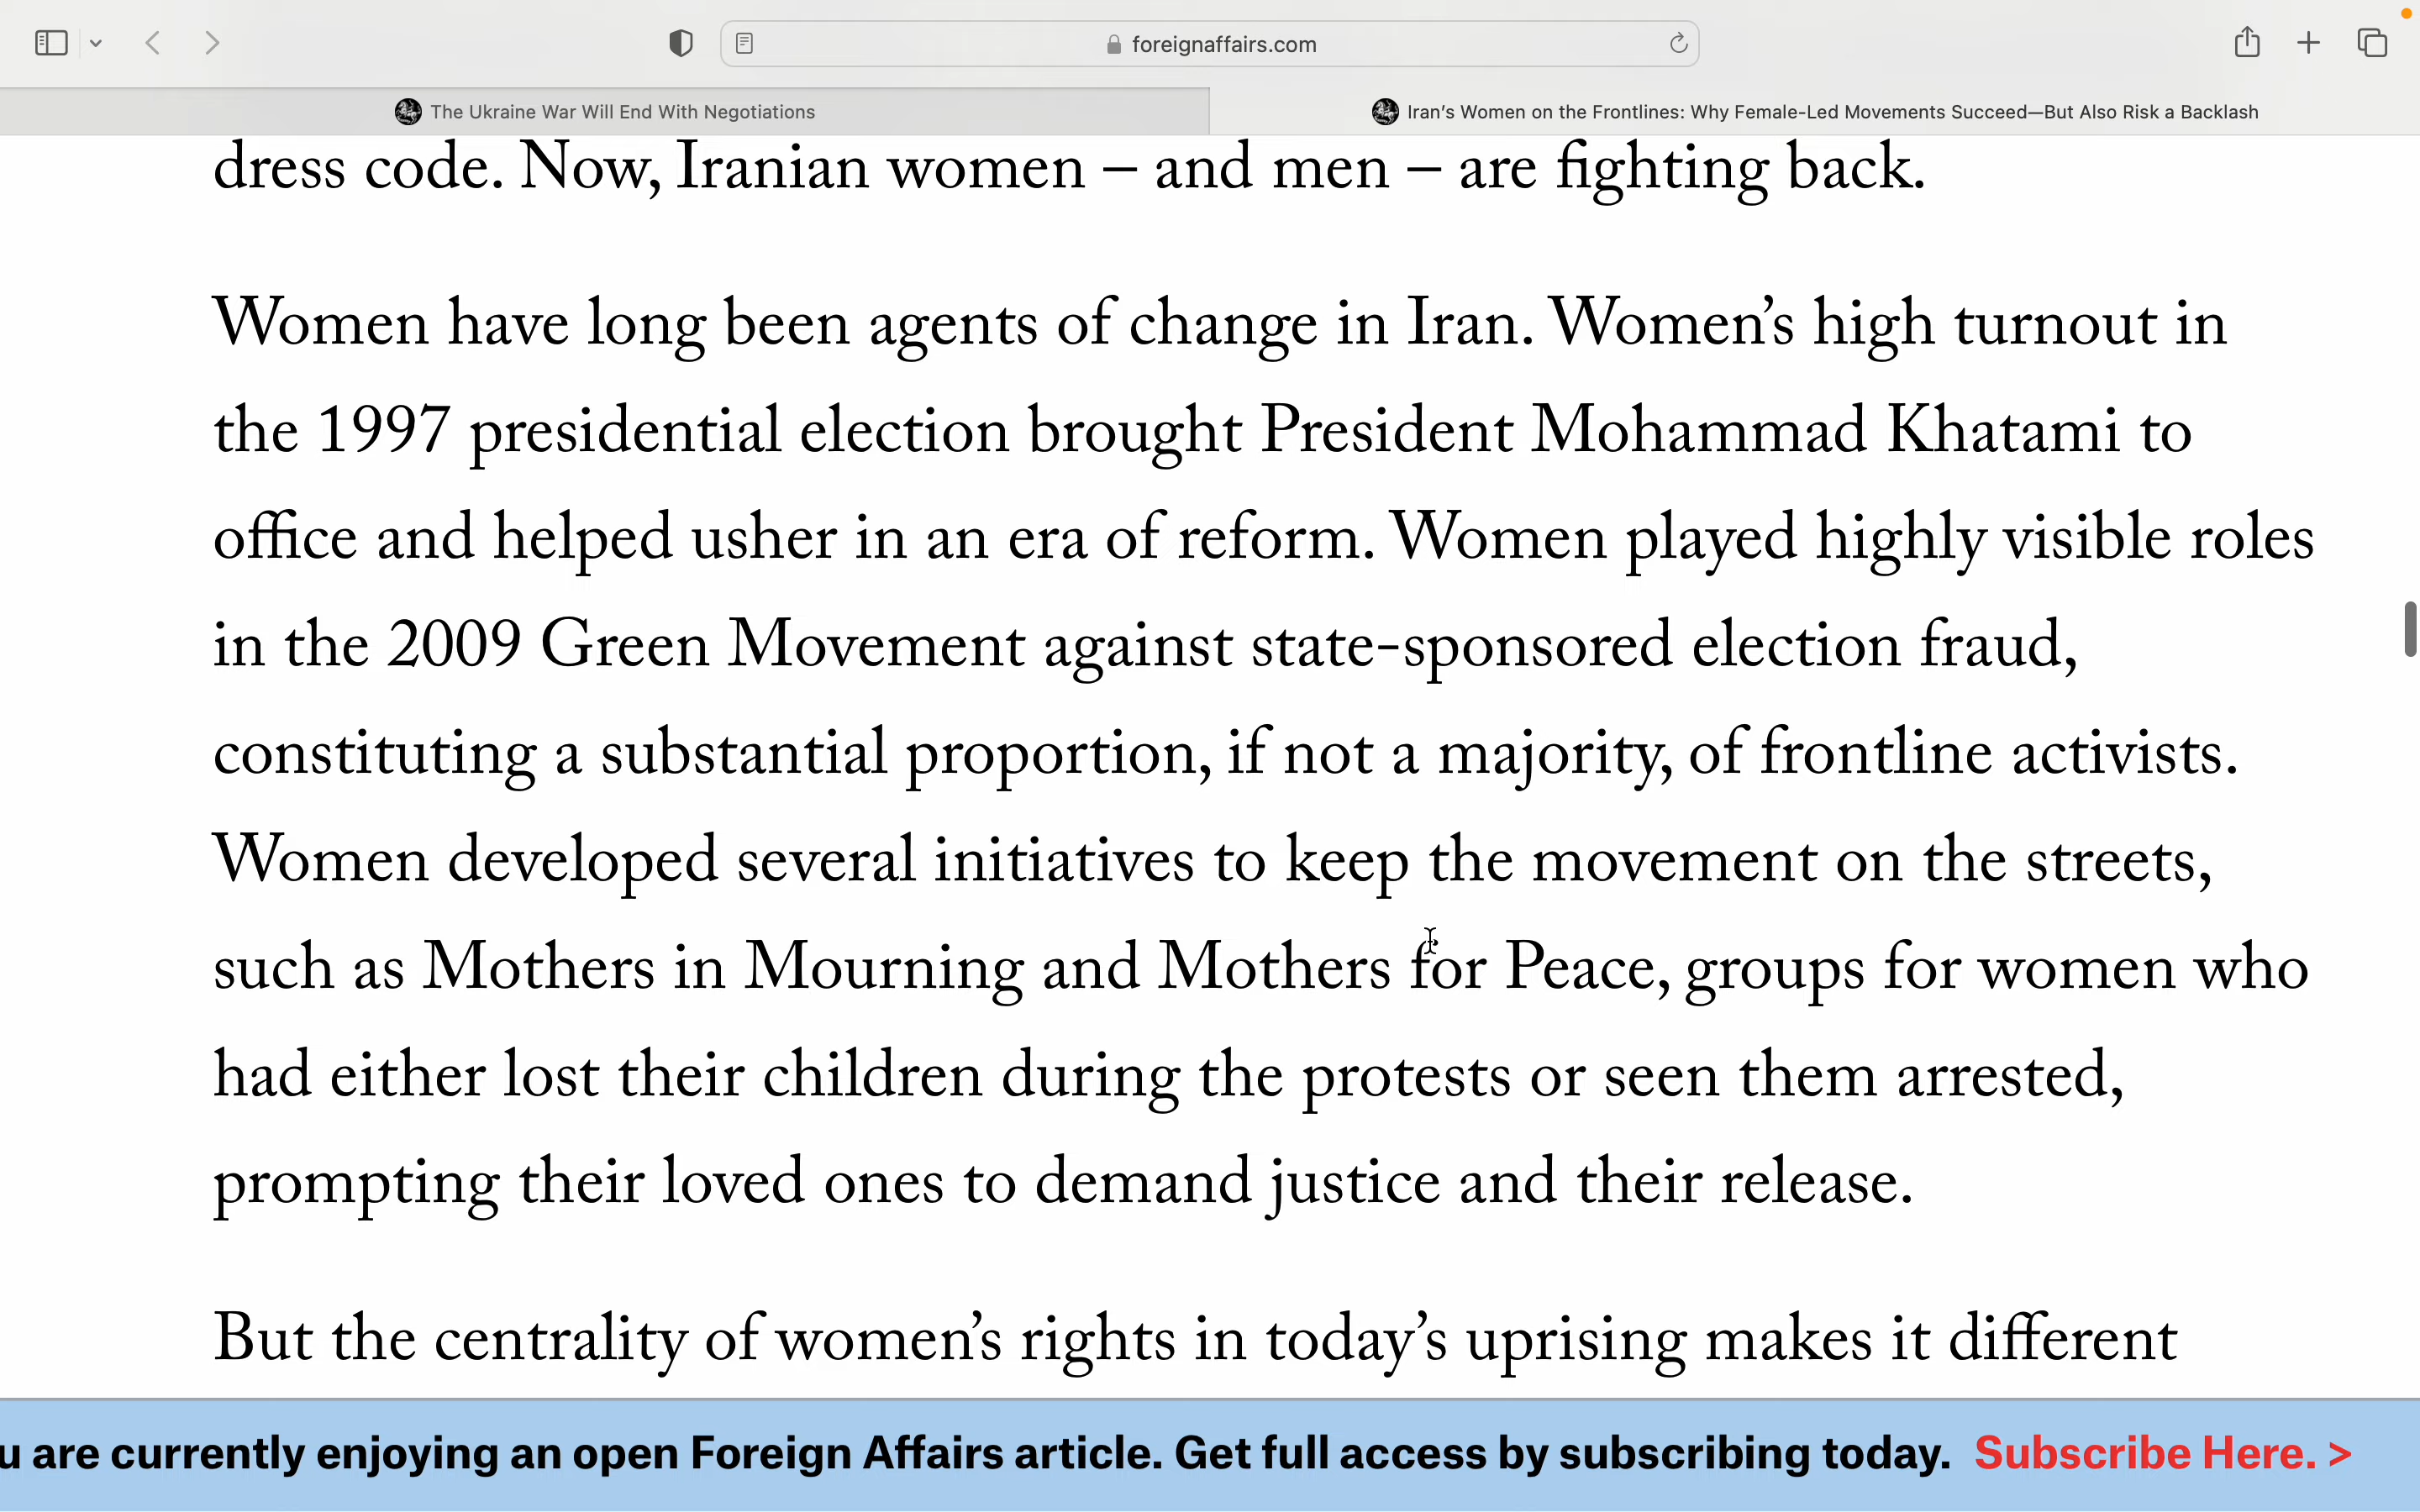 foreignaffairs.com
The Ukraine War Will End With Negotiations
Iran’s Women on the Frontlines: Why Female-Led Movements Succeed—But Also Risk a Backlash
dress code. Now, Iranian women – and men – are fighting back.
Women have long been agents of change in Iran. Women’s high turnout in
the 1997 presidential election brought President Mohammad Khatami to
office and helped usher in an era of reform. Women played highly visible roles
in the 2009 Green Movement against state-sponsored election fraud,
constituting a substantial proportion, if not a majority, of frontline activists.
Women developed several initiatives to keep the movement on the streets,
such as Mothers in Mourning and Mothers for Peace, groups for women who
had either lost their children during the protests or seen them arrested,
prompting their loved ones to demand justice and their release.
But the centrality of women’s rights in today’s uprising makes it different
u are currently enjoying an open Foreign Affairs article. Get full access by subscribing today. Subscribe Here. >